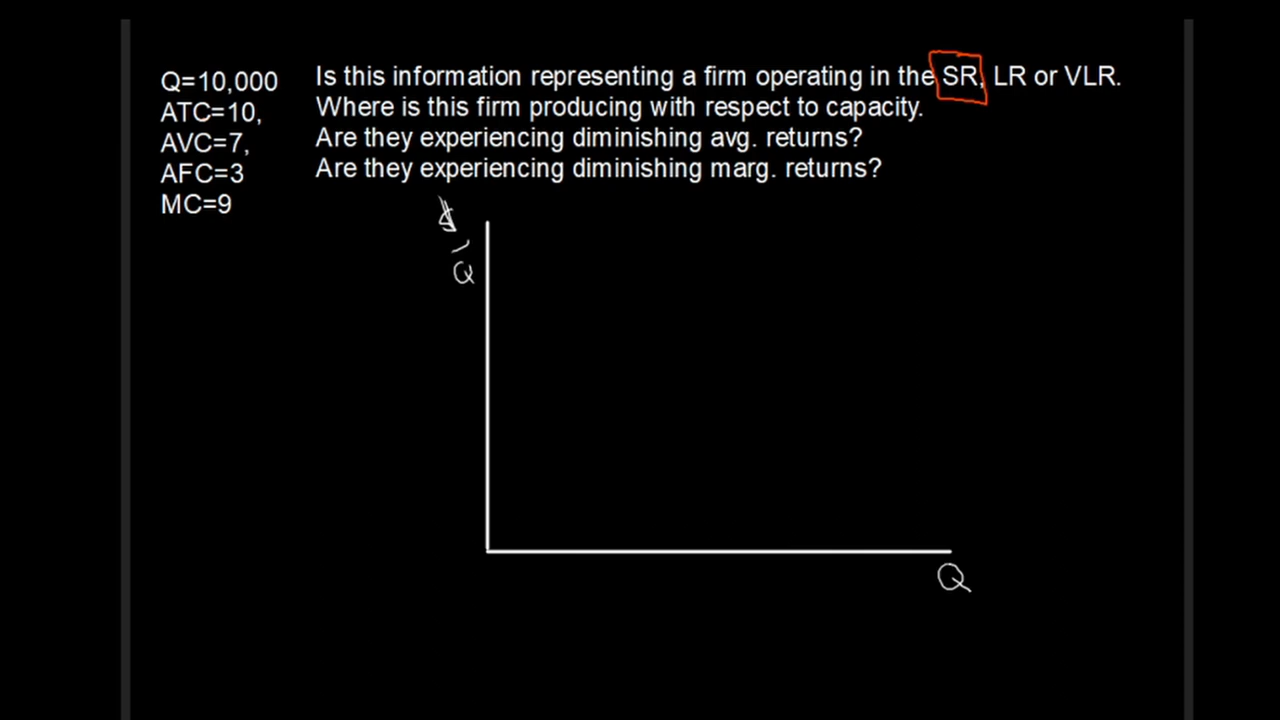 Q=10,000
ATC=10,
AVC=7,
AFC=3
MC=9
Is this information representing a firm operating in the SR, LR or VLR.
Where is this firm producing with respect to capacity.
Are they experiencing diminishing avg. returns?
Are they experiencing diminishing marg. returns?
$
,
Q
Q